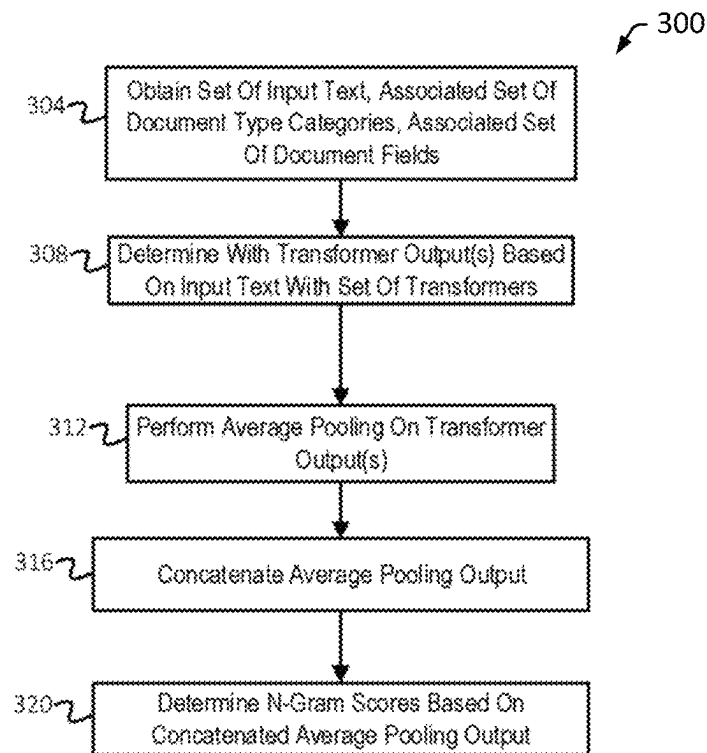 300
304
Obtain Set Of Input Text, Associated Set Of
Document Type Categories, Associated Set
Of Document Fields
308
Determine With Transformer Output(s) Based
On Input Text With Set Of Transformers
312
Perform Average Pooling On Transformer
Output(s)
316
Concatenate Average Pooling Output
320
Determine N-Gram Scores Based On
Concatenated Average Pooling Output